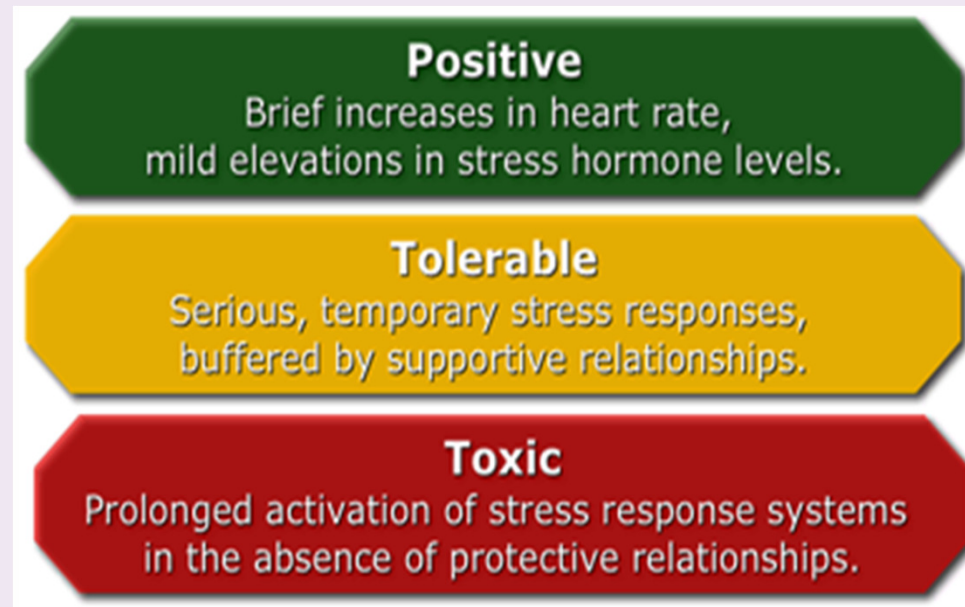 Positive
Brief increases in heart rate,
mild elevations in stress hormone levels.
Tolerable
Serious, temporary stress responses,
buffered by supportive relationships.
Toxic
Prolonged activation of stress response systems
in the absence of protective relationships.